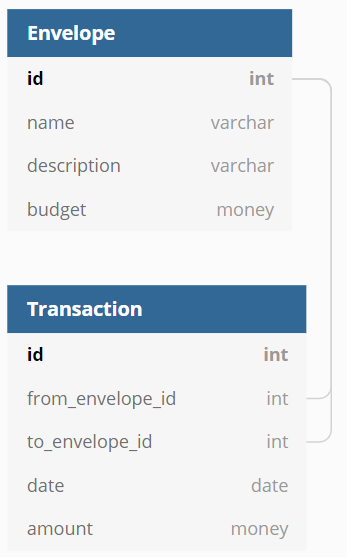 Envelope
id int
name varchar
description varchar
budget money
Transaction
id int
from_envelope_id int
to_envelope_id int
date date
amount money